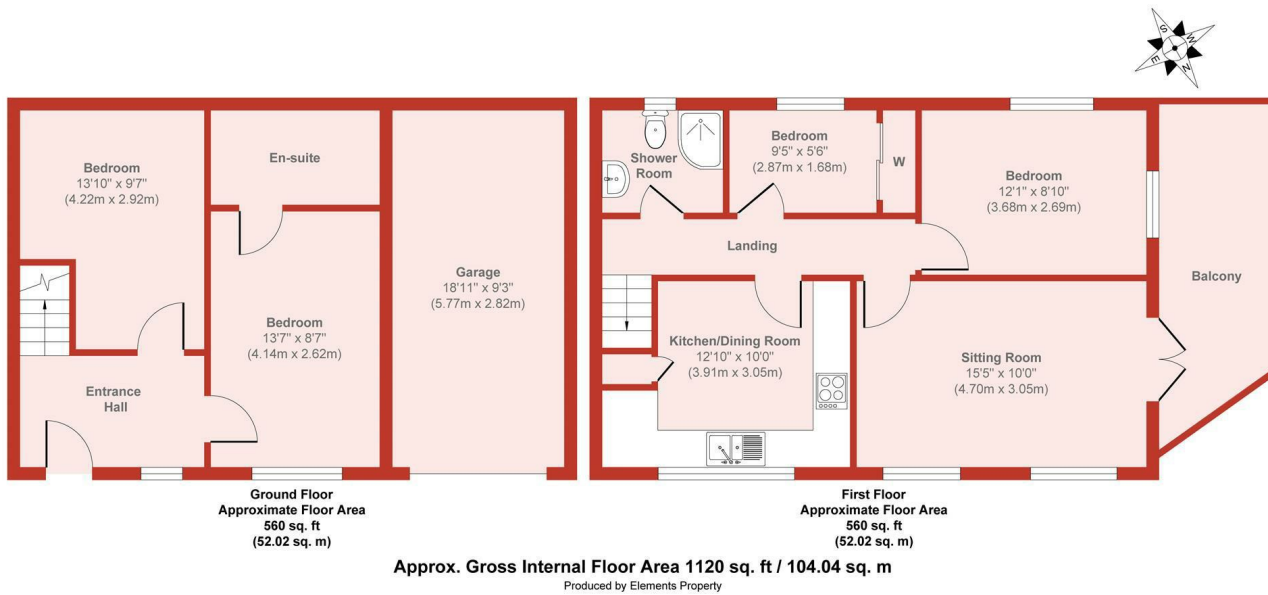 S
W
E
N
Bedroom
13'10" x 9'7"
(4.22m x 2.92m)
En-suite
Garage
18'11" x 9'3"
(5.77m x 2.82m)
Bedroom
13'7" x 8'7"
(4.14m x 2.62m)
Entrance
Hall
Ground Floor
Approximate Floor Area
560 sq. ft
(52.02 sq. m)
Shower
Room
Bedroom
9'5" x 5'6"
(2.87m x 1.68m)
W
Bedroom
12'1" x 8'10"
(3.68m x 2.69m)
Landing
Balcony
Kitchen/Dining Room
12'10" x 10'0"
(3.91m x 3.05m)
Sitting Room
15'5" x 10'0"
(4.70m x 3.05m)
First Floor
Approximate Floor Area
560 sq. ft
(52.02 sq. m)
Approx. Gross Internal Floor Area 1120 sq. ft / 104.04 sq. m
Produced by Elements Property